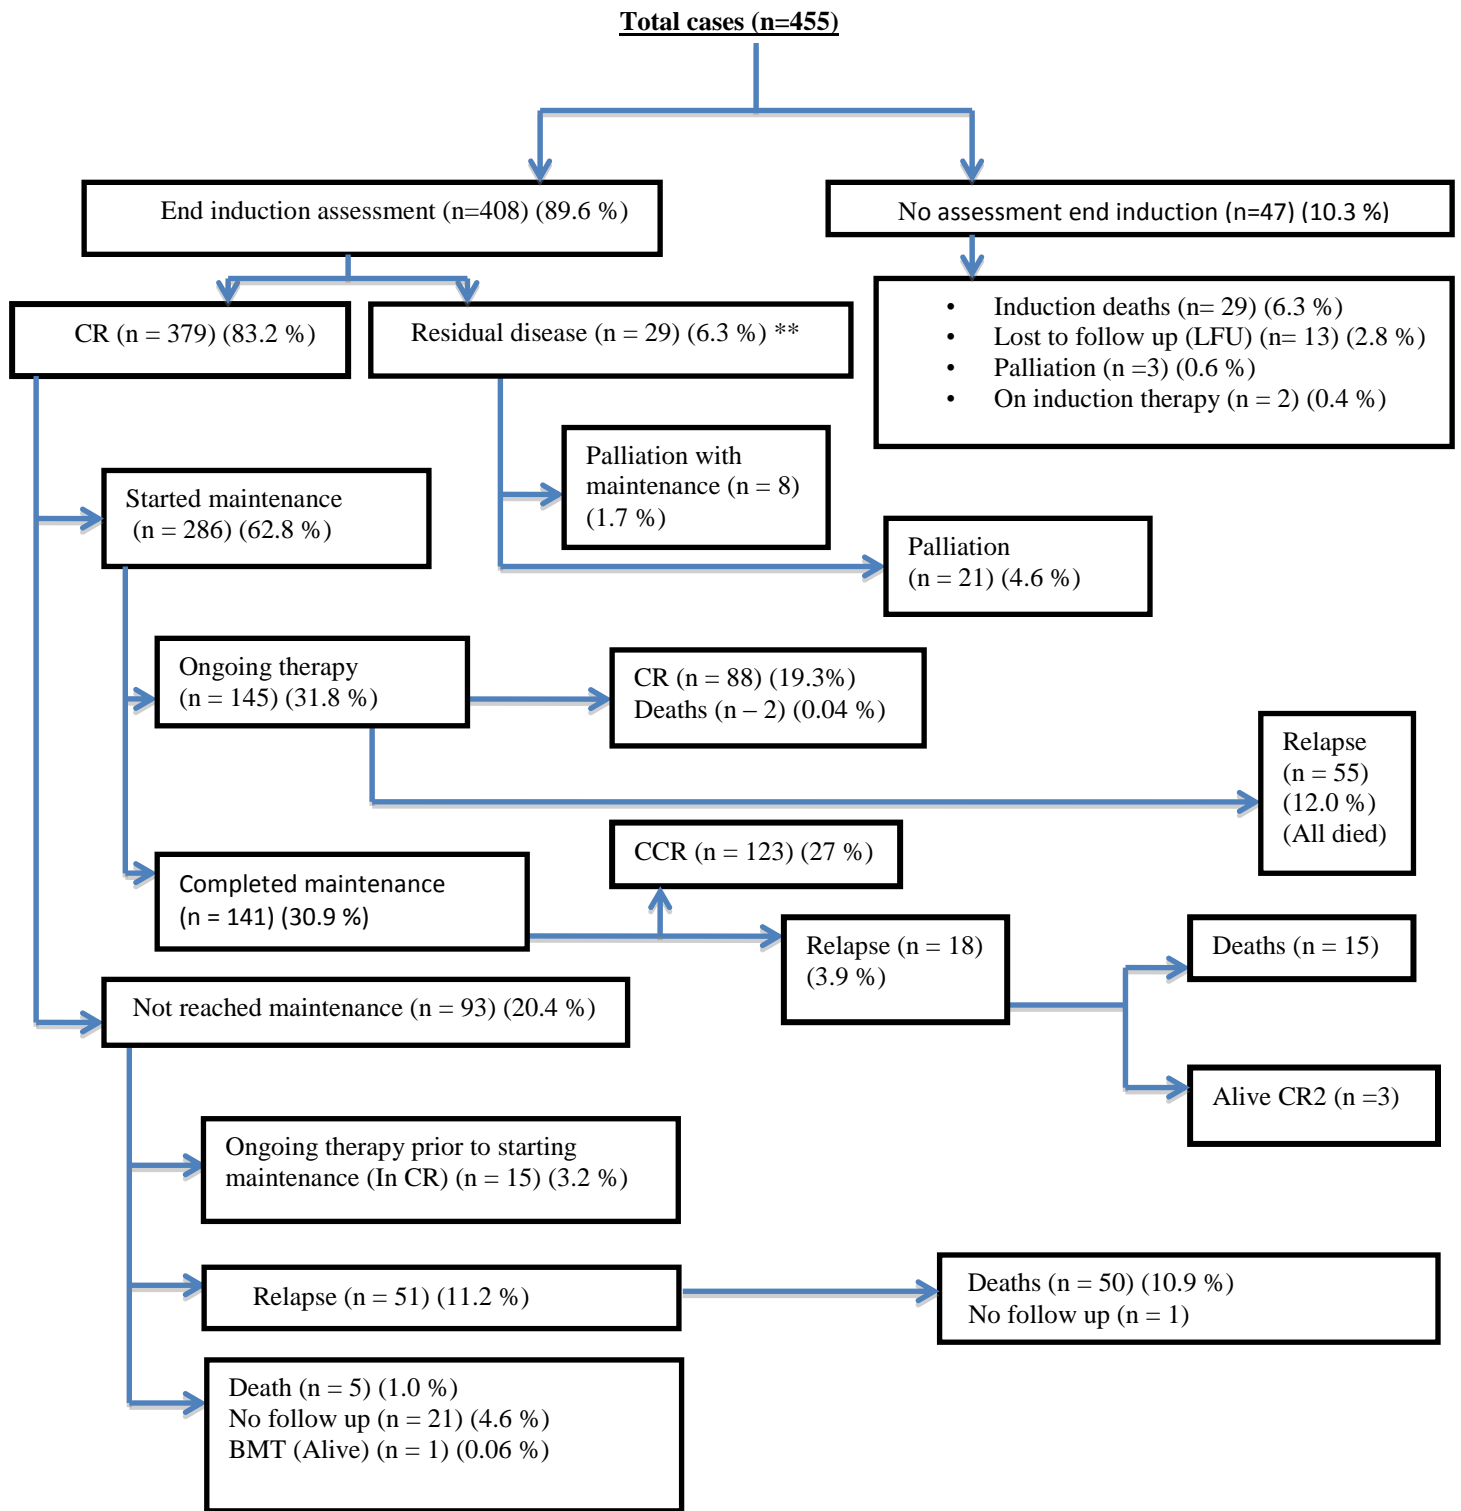 Total cases (n=455)
End induction assessment (n=408) (89.6 %)
No assessment end induction (n=47) (10.3 %)
CR (n = 379) (83.2 %)
Residual disease (n = 29) (6.3 %) **
• Induction deaths (n= 29) (6.3 %)
• Lost to follow up (LFU) (n= 13) (2.8 %)
• Palliation (n =3) (0.6 %)
• On induction therapy (n = 2) (0.4 %)
Palliation with
maintenance (n = 8)
(1.7 %)
Started maintenance
(n = 286) (62.8 %)
Palliation
(n = 21) (4.6 %)
Ongoing therapy
(n = 145) (31.8 %)
CR (n = 88) (19.3%)
Deaths (n – 2) (0.04 %)
Relapse
(n = 55)
(12.0 %)
(All died)
CCR (n = 123) (27 %)
Completed maintenance
(n = 141) (30.9 %)
Relapse (n = 18)
(3.9 %)
Deaths (n = 15)
Not reached maintenance (n = 93) (20.4 %)
Alive CR2 (n =3)
Ongoing therapy prior to starting
maintenance (In CR) (n = 15) (3.2 %)
Relapse (n = 51) (11.2 %)
Deaths (n = 50) (10.9 %)
No follow up (n = 1)
Death (n = 5) (1.0 %)
No follow up (n = 21) (4.6 %)
BMT (Alive) (n = 1) (0.06 %)